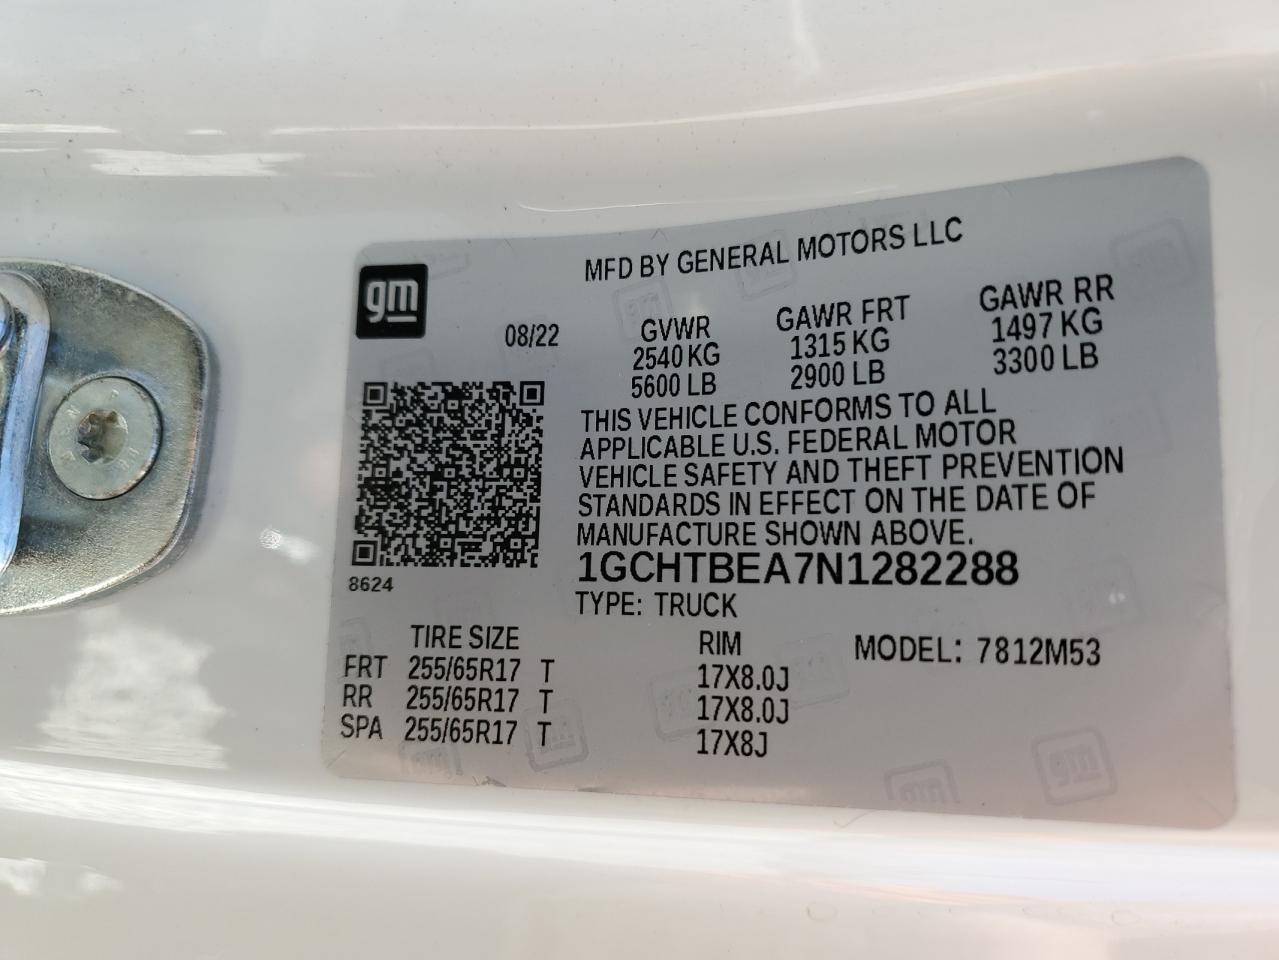 gm
MFD BY GENERAL MOTORS LLC
08/22
GVWR
2540 KG
5600 LB
GAWR FRT
1315 KG
2900 LB
GAWR RR
1497 KG
3300 LB
THIS VEHICLE CONFORMS TO ALL
APPLICABLE U.S. FEDERAL MOTOR
VEHICLE SAFETY AND THEFT PREVENTION
STANDARDS IN EFFECT ON THE DATE OF
MANUFACTURE SHOWN ABOVE.
1GCHTBEA7N1282288
8624
TYPE: TRUCK
TIRE SIZE RIM MODEL: 7812M53
FRT 255/65R17 T 17X8.0J
RR 255/65R17 T 17X8.0J
SPA 255/65R17 T 17X8J
gm